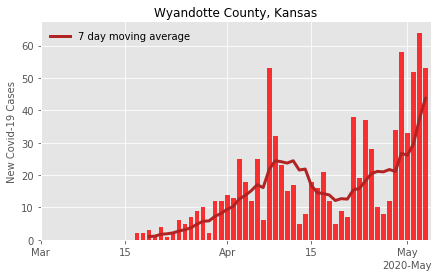 Wyandotte County, Kansas
7 day moving average
New Covid-19 Cases
60
50
40
30
20
10
0
Mar 15 Apr 15 May
2020-May